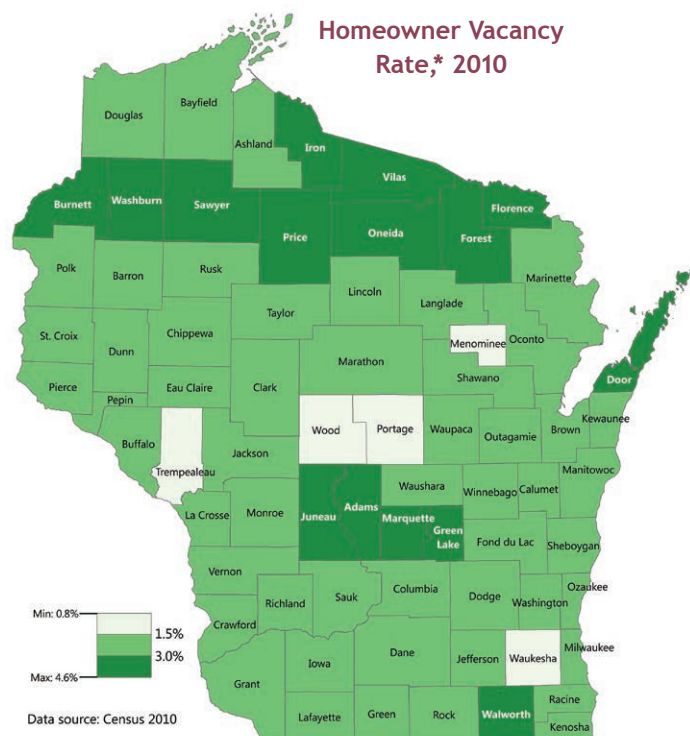 Homeowner Vacancy
Rate,* 2010
Douglas
Bayfield
Ashland
Iron
Vilas
Burnett
Washburn
Sawyer
Florence
Price
Oneida
Forest
Polk
Barron
Rusk
Marinette
Lincoln
Langlade
Taylor
St. Croix
Dunn
Chippewa
Menominee
Oconto
Marathon
Shawano
Pierce
Eau Claire
Clark
Door
Pepin
Kewaunee
Buffalo
Wood
Portage
Waupaca
Outagamie
Brown
Trempealeau
Jackson
Manitowoc
Waushara
Winnebago
Calumet
La Crosse
Monroe
Juneau
Adams
Marquette
Green
Lake
Fond du Lac
Sheboygan
Vernon
Sauk
Columbia
Dodge
Washington
Ozaukee
Richland
Crawford
Min: 0.8%
1.5%
3.0%
Max: 4.6%
Iowa
Dane
Jefferson
Waukesha
Milwaukee
Grant
Racine
Data source: Census 2010
Lafayette
Green
Rock
Walworth
Kenosha